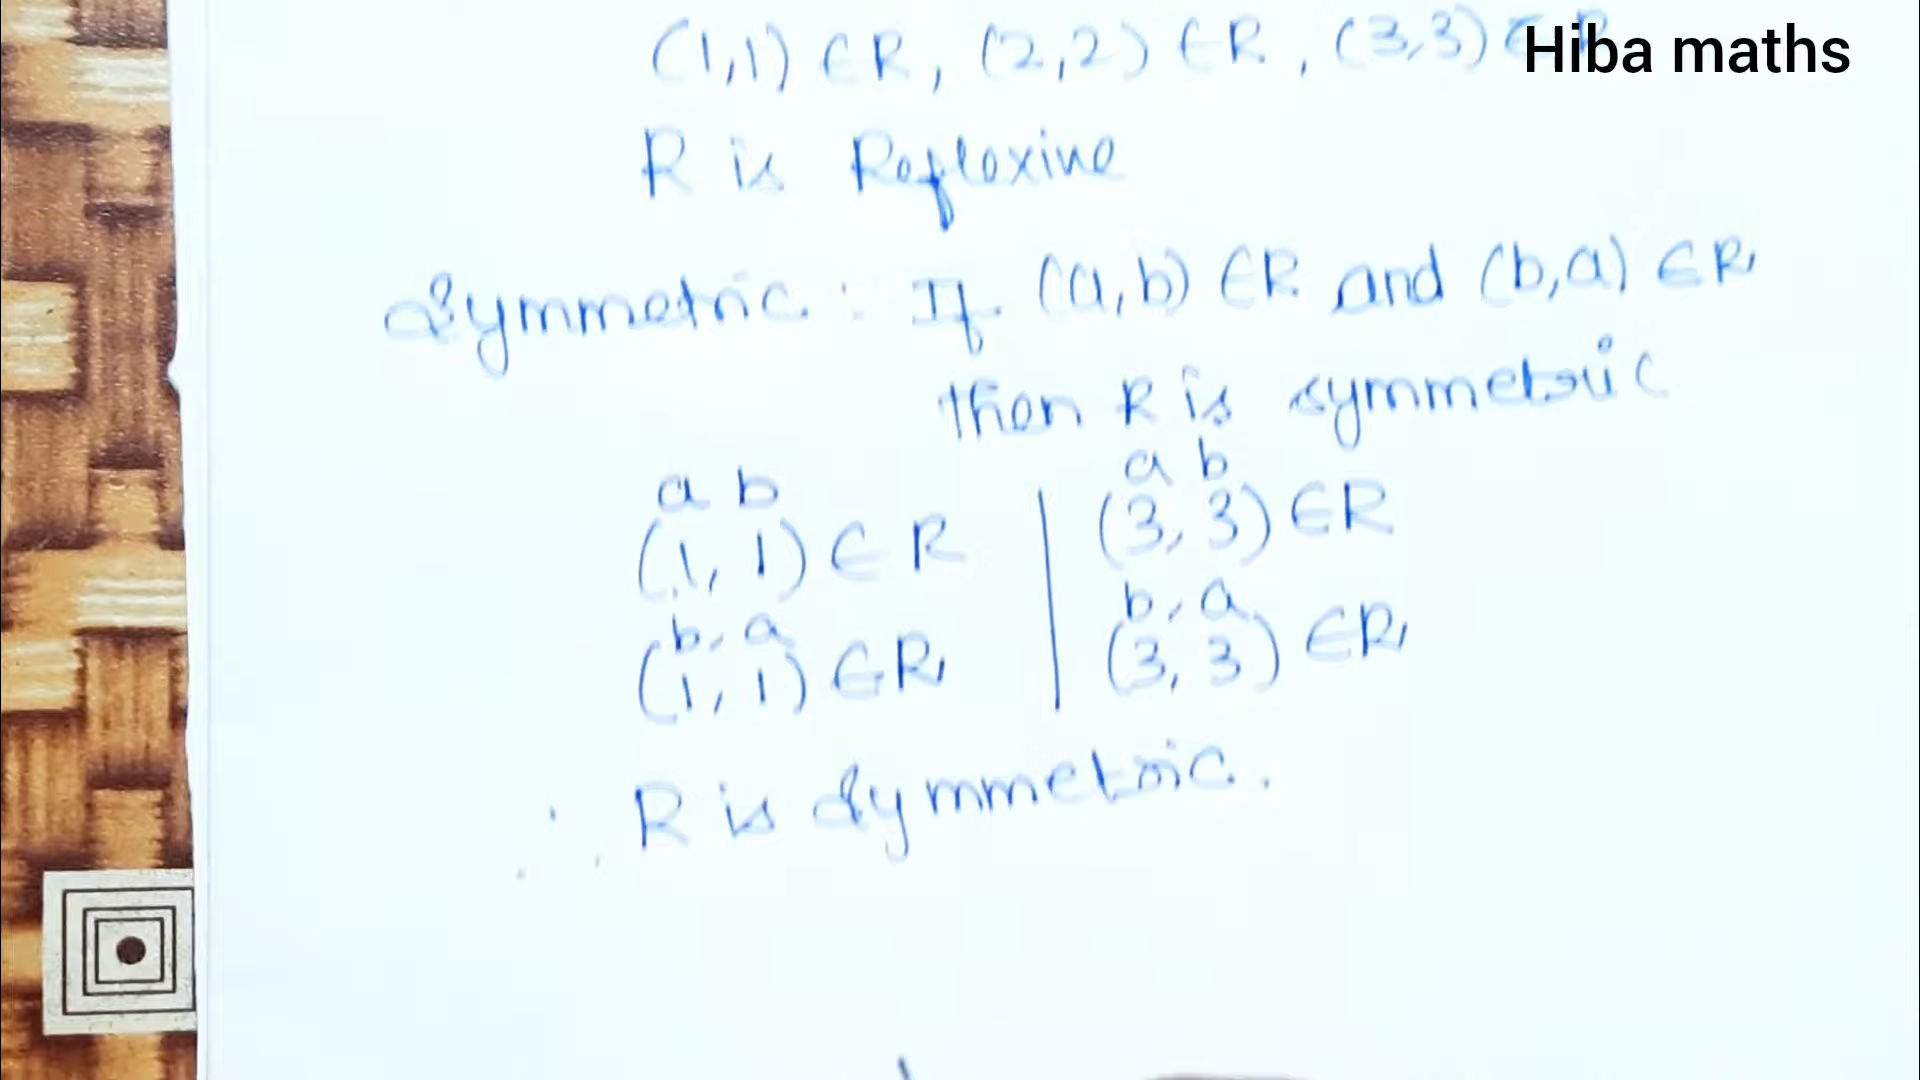 (1,1) ∈ R, (2,2) ∈ R, (3,3) ∈ R
Hiba maths
R is Reflexive
Symmetric : If (a,b) ∈ R and (b,a) ∈ R
then R is symmetric
a b
a b
(1, 1) ∈ R
(3, 3) ∈ R
b, a
b, a
(1, 1) ∈ R
(3, 3) ∈ R
∴ R is Symmetric.